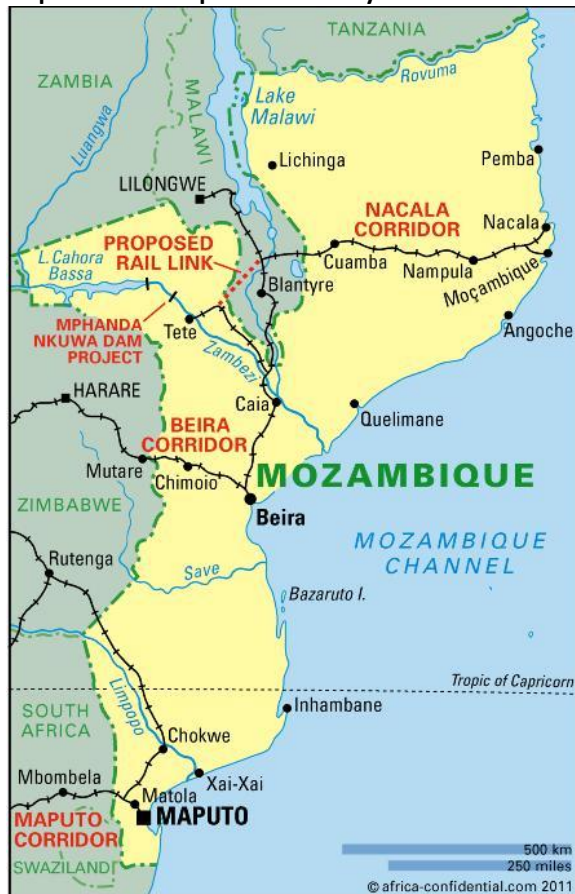 TANZANIA
ZAMBIA
Rovuma
Luangwa
MALAWI
Lake
Malawi
Lichinga
Pemba
LILONGWE
NACALA
CORRIDOR
Nacala
PROPOSED
RAIL LINK
L. Cahora
Bassa
Cuamba
Nampula
Moçambique
Blantyre
MPHANDA
NKUWA DAM
PROJECT
Tete
Zambezi
Angoche
HARARE
Caia
Quelimane
BEIRA
CORRIDOR
Mutare
Chimoio
MOZAMBIQUE
Beira
ZIMBABWE
MOZAMBIQUE
CHANNEL
Rutenga
Save
Bazaruto I.
Tropic of Capricorn
Limpopo
SOUTH
AFRICA
Inhambane
Chokwe
Mbombela
Xai-Xai
Matola
MAPUTO
MAPUTO
CORRIDOR
SWAZILAND
500 km
250 miles
© africa-confidential.com 2011